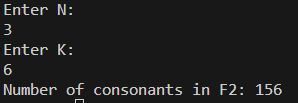 Enter N:
3
Enter K:
6
Number of consonants in F2: 156